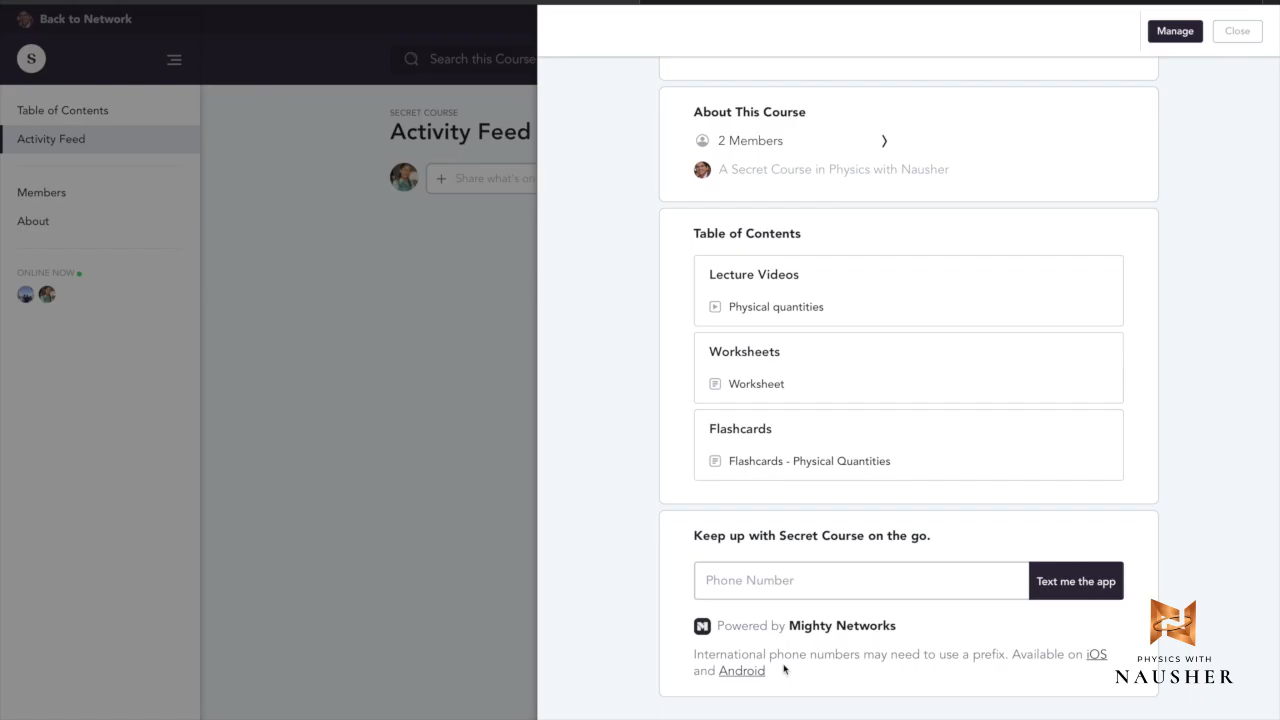 Back to Network
Manage
Close
S
Search this Course
Table of Contents
Activity Feed
Members
About
ONLINE NOW
SECRET COURSE
Activity Feed
Share what's on
About This Course
2 Members
A Secret Course in Physics with Nausher
Table of Contents
Lecture Videos
Physical quantities
Worksheets
Worksheet
Flashcards
Flashcards - Physical Quantities
Keep up with Secret Course on the go.
Phone Number
Text me the app
Powered by Mighty Networks
International phone numbers may need to use a prefix. Available on iOS
and Android
PHYSICS WITH
NAUSHER